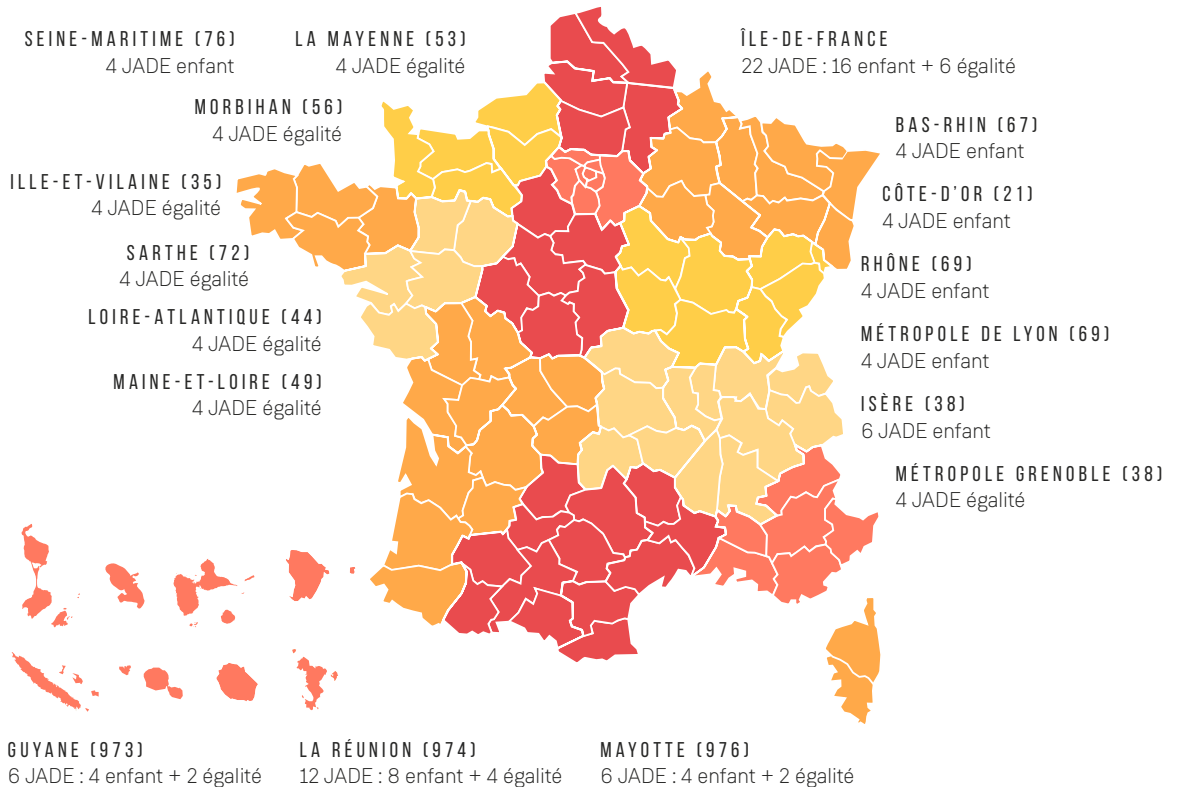 SEINE-MARITIME (76)
4 JADE enfant
LA MAYENNE (53)
4 JADE égalité
ÎLE-DE-FRANCE
22 JADE : 16 enfant + 6 égalité
MORBIHAN (56)
4 JADE égalité
BAS-RHIN (67)
4 JADE enfant
ILLE-ET-VILAINE (35)
4 JADE égalité
CÔTE-D'OR (21)
4 JADE enfant
SARTHE (72)
4 JADE égalité
RHÔNE (69)
4 JADE enfant
LOIRE-ATLANTIQUE (44)
4 JADE égalité
MÉTROPOLE DE LYON (69)
4 JADE enfant
MAINE-ET-LOIRE (49)
4 JADE égalité
ISÈRE (38)
6 JADE enfant
MÉTROPOLE GRENOBLE (38)
4 JADE égalité
GUYANE (973)
6 JADE : 4 enfant + 2 égalité
LA RÉUNION (974)
12 JADE : 8 enfant + 4 égalité
MAYOTTE (976)
6 JADE : 4 enfant + 2 égalité